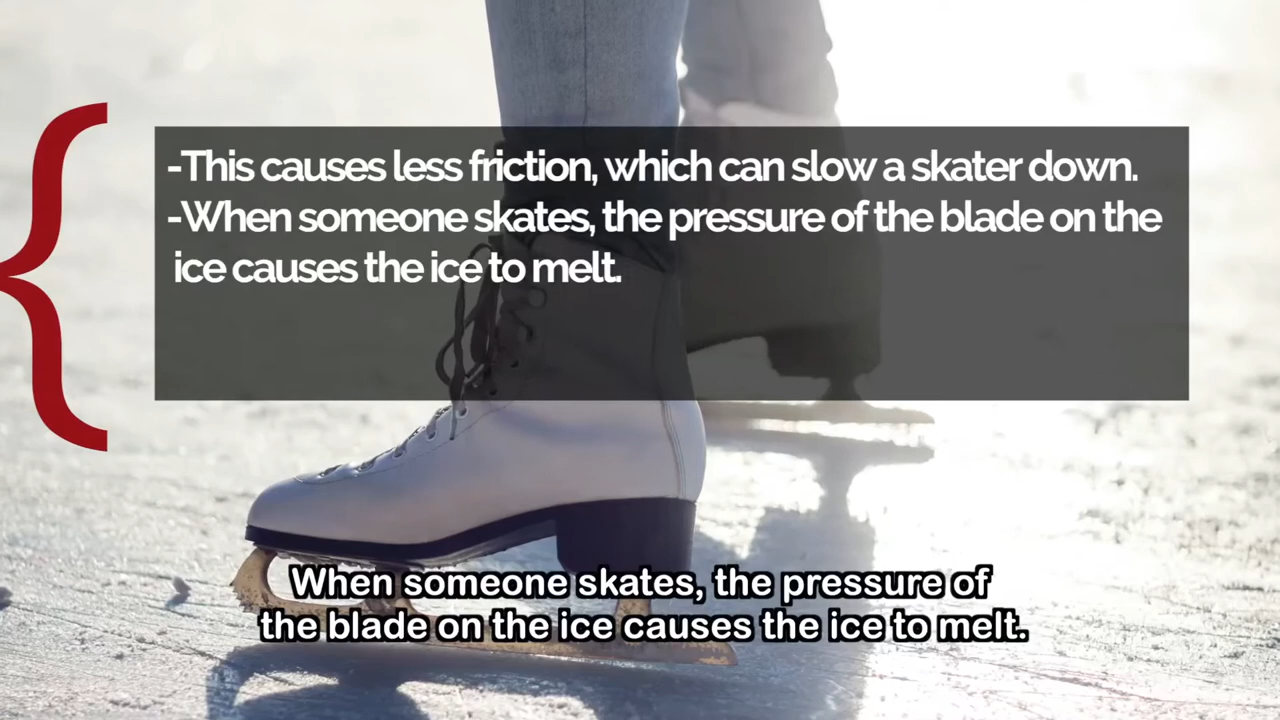 -This causes less friction, which can slow a skater down.
-When someone skates, the pressure of the blade on the
ice causes the ice to melt.
When someone skates, the pressure of
the blade on the ice causes the ice to melt.